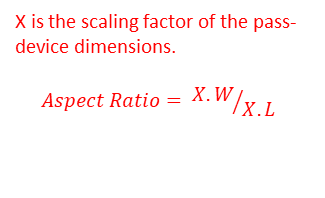 X is the scaling factor of the pass-
device dimensions.
Aspect Ratio = X.W/X.L